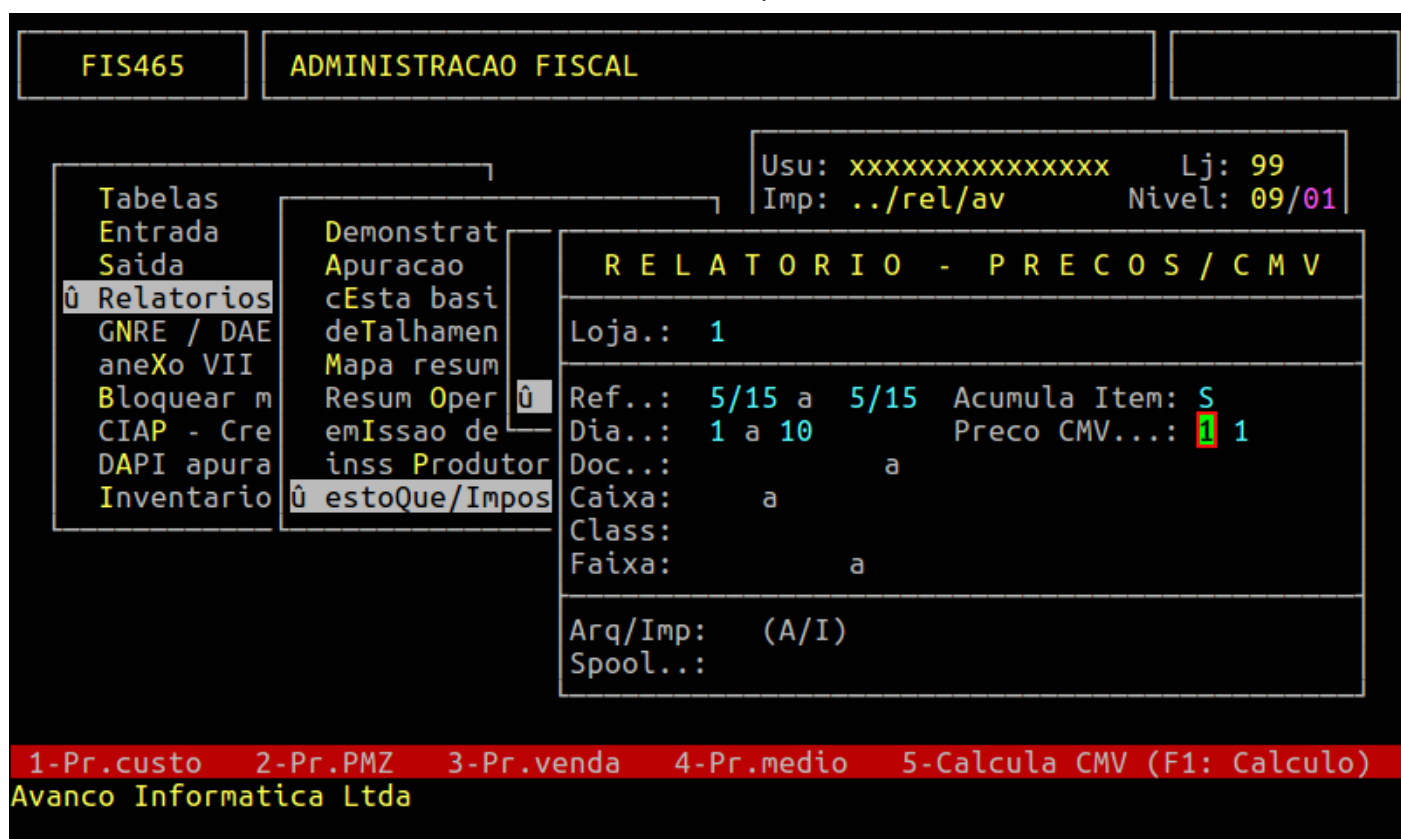 FIS465 ADMINISTRACAO FISCAL
Usu: xxxxxxxxxxxxxxx Lj: 99
Imp: ../rel/av Nivel: 09/01
Tabelas
Entrada
Saida
û Relatorios
GNRE / DAE
aneXo VII
Bloquear m
CIAP - Cre
DAPI apura
Inventario
Demonstrat
Apuracao
cEsta basi
deTalhamen
Mapa resum
Resum Oper û
emIssao de
inss Produtor
û estoQue/Impos
R E L A T O R I O - P R E C O S / C M V
Loja.: 1
Ref..: 5/15 a 5/15 Acumula Item: S
Dia..: 1 a 10 Preco CMV...: 1 1
Doc..: a
Caixa: a
Class:
Faixa: a
Arq/Imp: (A/I)
Spool..:
1-Pr.custo 2-Pr.PMZ 3-Pr.venda 4-Pr.medio 5-Calcula CMV (F1: Calculo)
Avanco Informatica Ltda